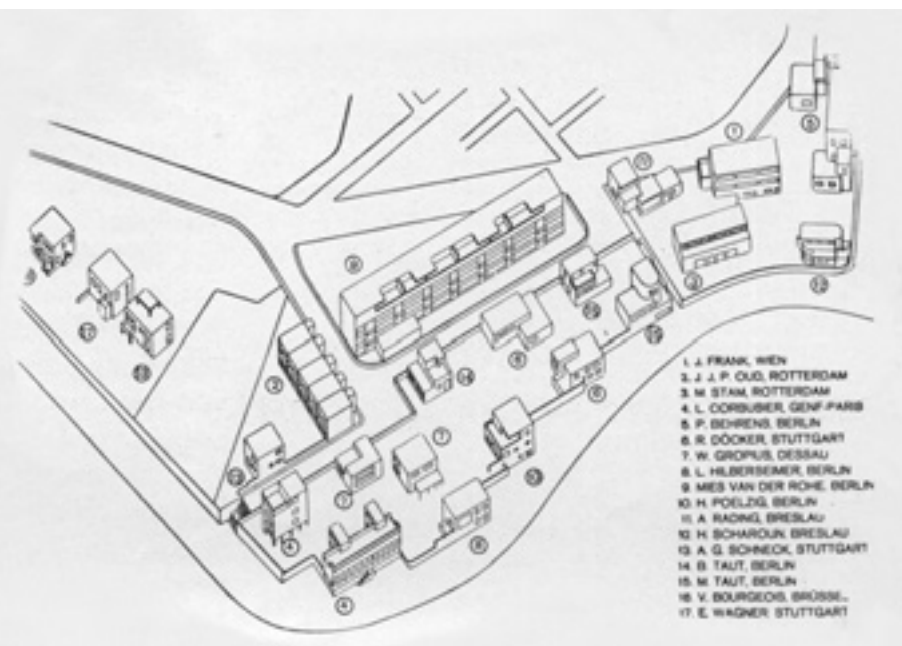 1. J. FRANK, WIEN
2. J. J. P. OUD, ROTTERDAM
3. M. STAM, ROTTERDAM
4. L. CORBUSIER, GENF-PARIS
5. P. BEHRENS, BERLIN
6. R. DÖCKER, STUTTGART
7. W. GROPIUS, DESSAU
8. L. HILBERSEIMER, BERLIN
9. MIES VAN DER ROHE, BERLIN
10. H. POELZIG, BERLIN
11. A. RADING, BRESLAU
12. H. SCHAROUN, BRESLAU
13. A. G. SCHNECK, STUTTGART
14. B. TAUT, BERLIN
15. M. TAUT, BERLIN
16. V. BOURGEOIS, BRÜSSEL
17. E. WAGNER, STUTTGART